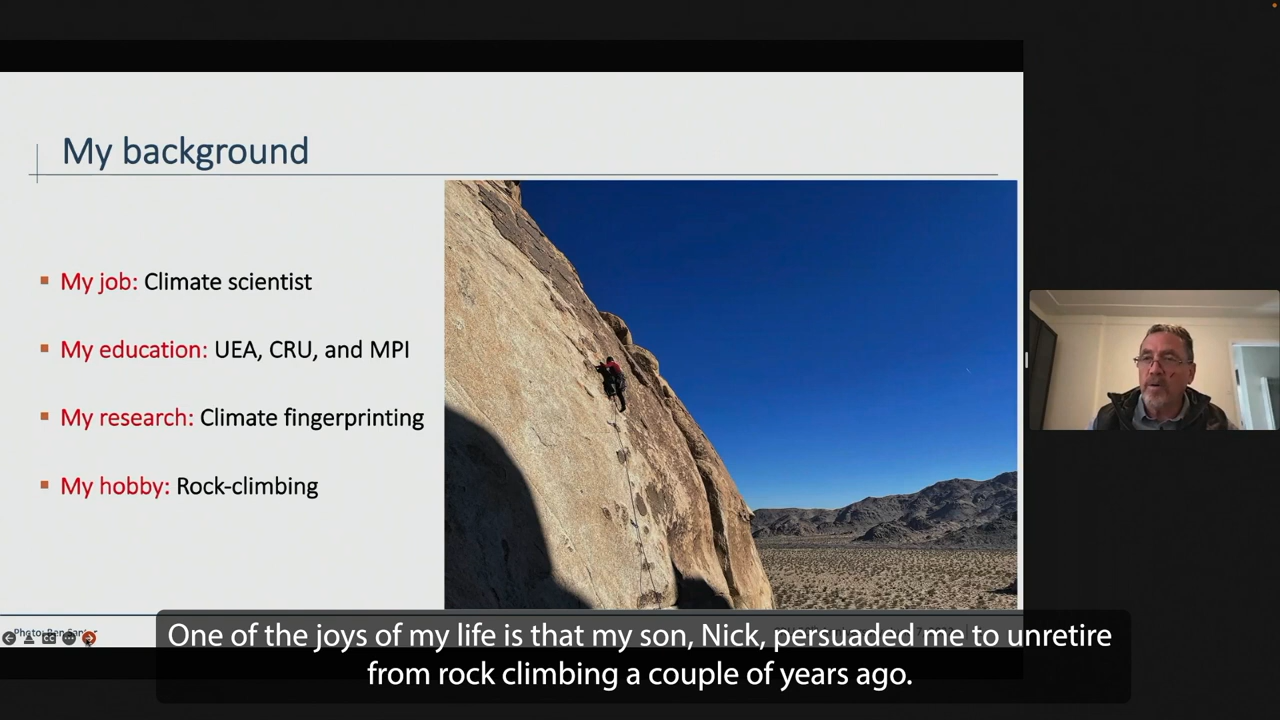 My background
My job: Climate scientist
My education: UEA, CRU, and MPI
My research: Climate fingerprinting
My hobby: Rock-climbing
Photo: Ben
One of the joys of my life is that my son, Nick, persuaded me to unretire
from rock climbing a couple of years ago.